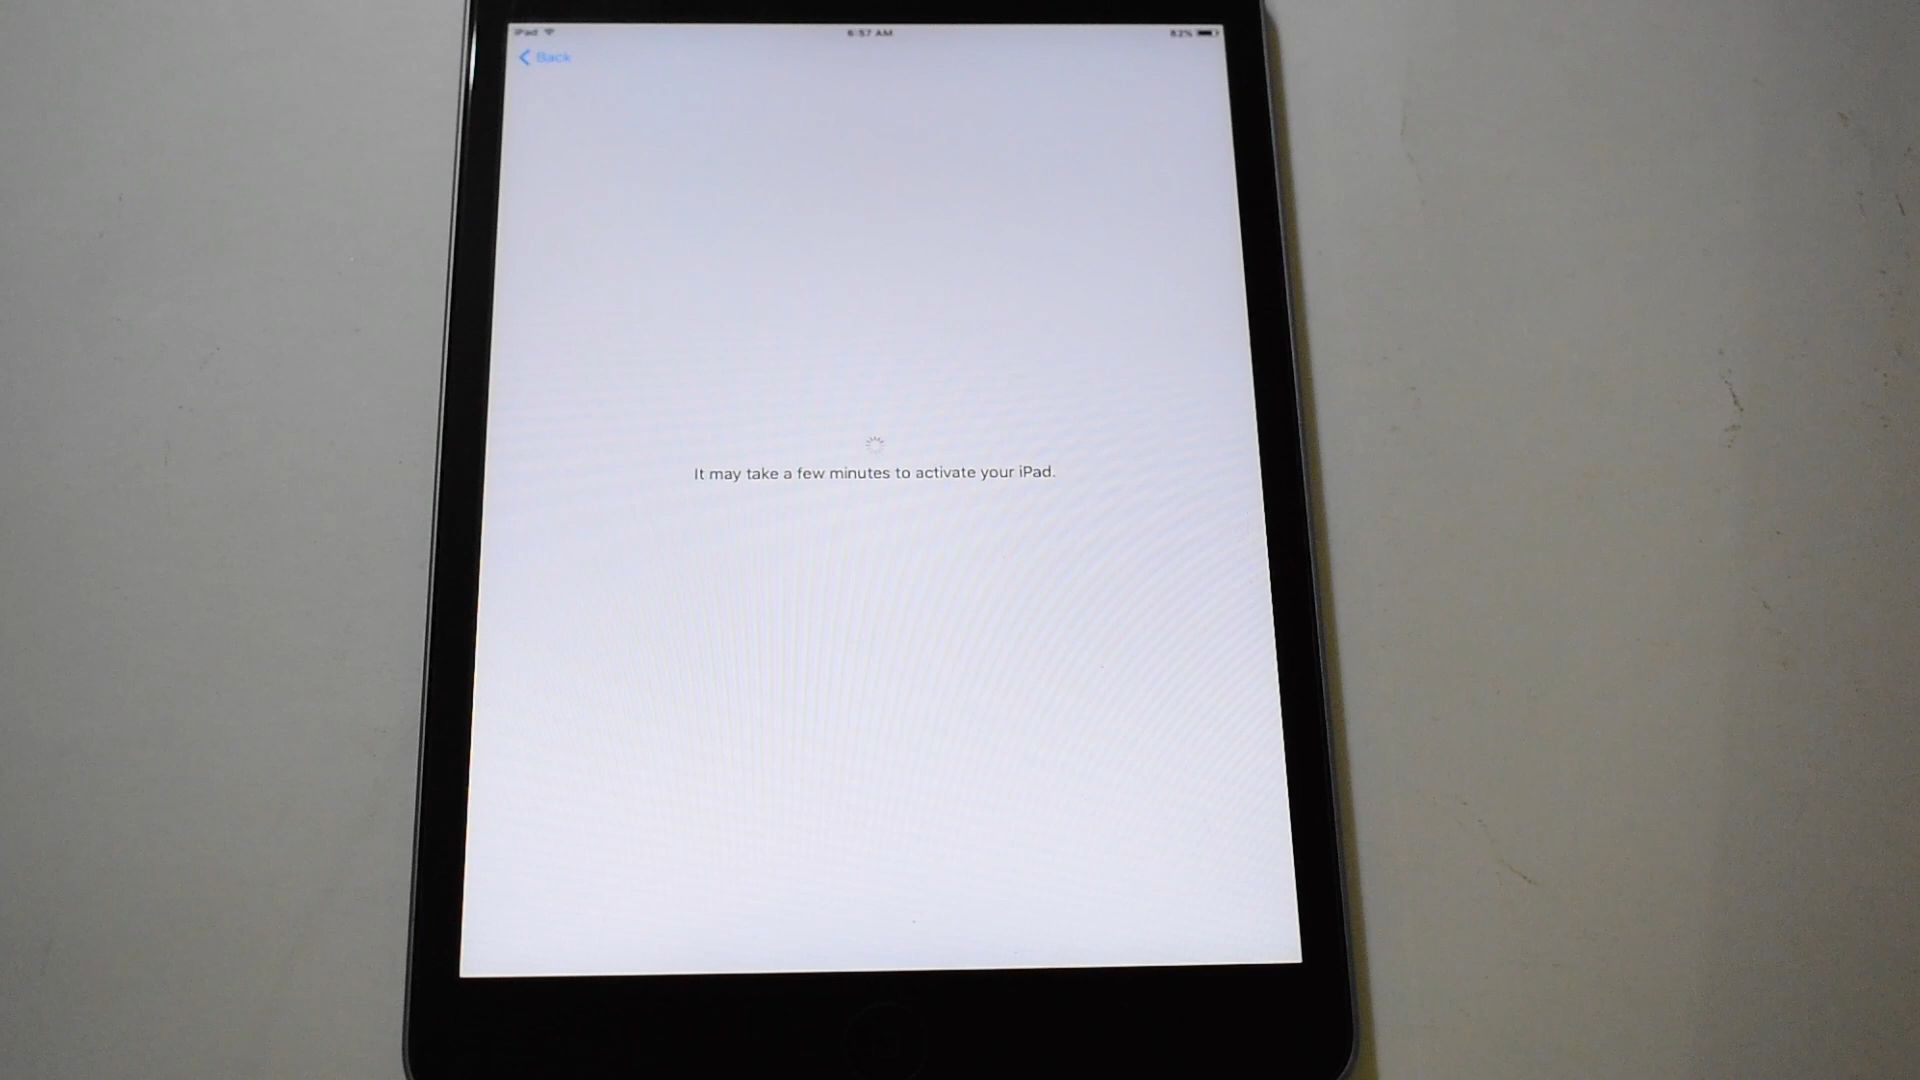 iPad 6:57 AM 82%
Back
It may take a few minutes to activate your iPad.